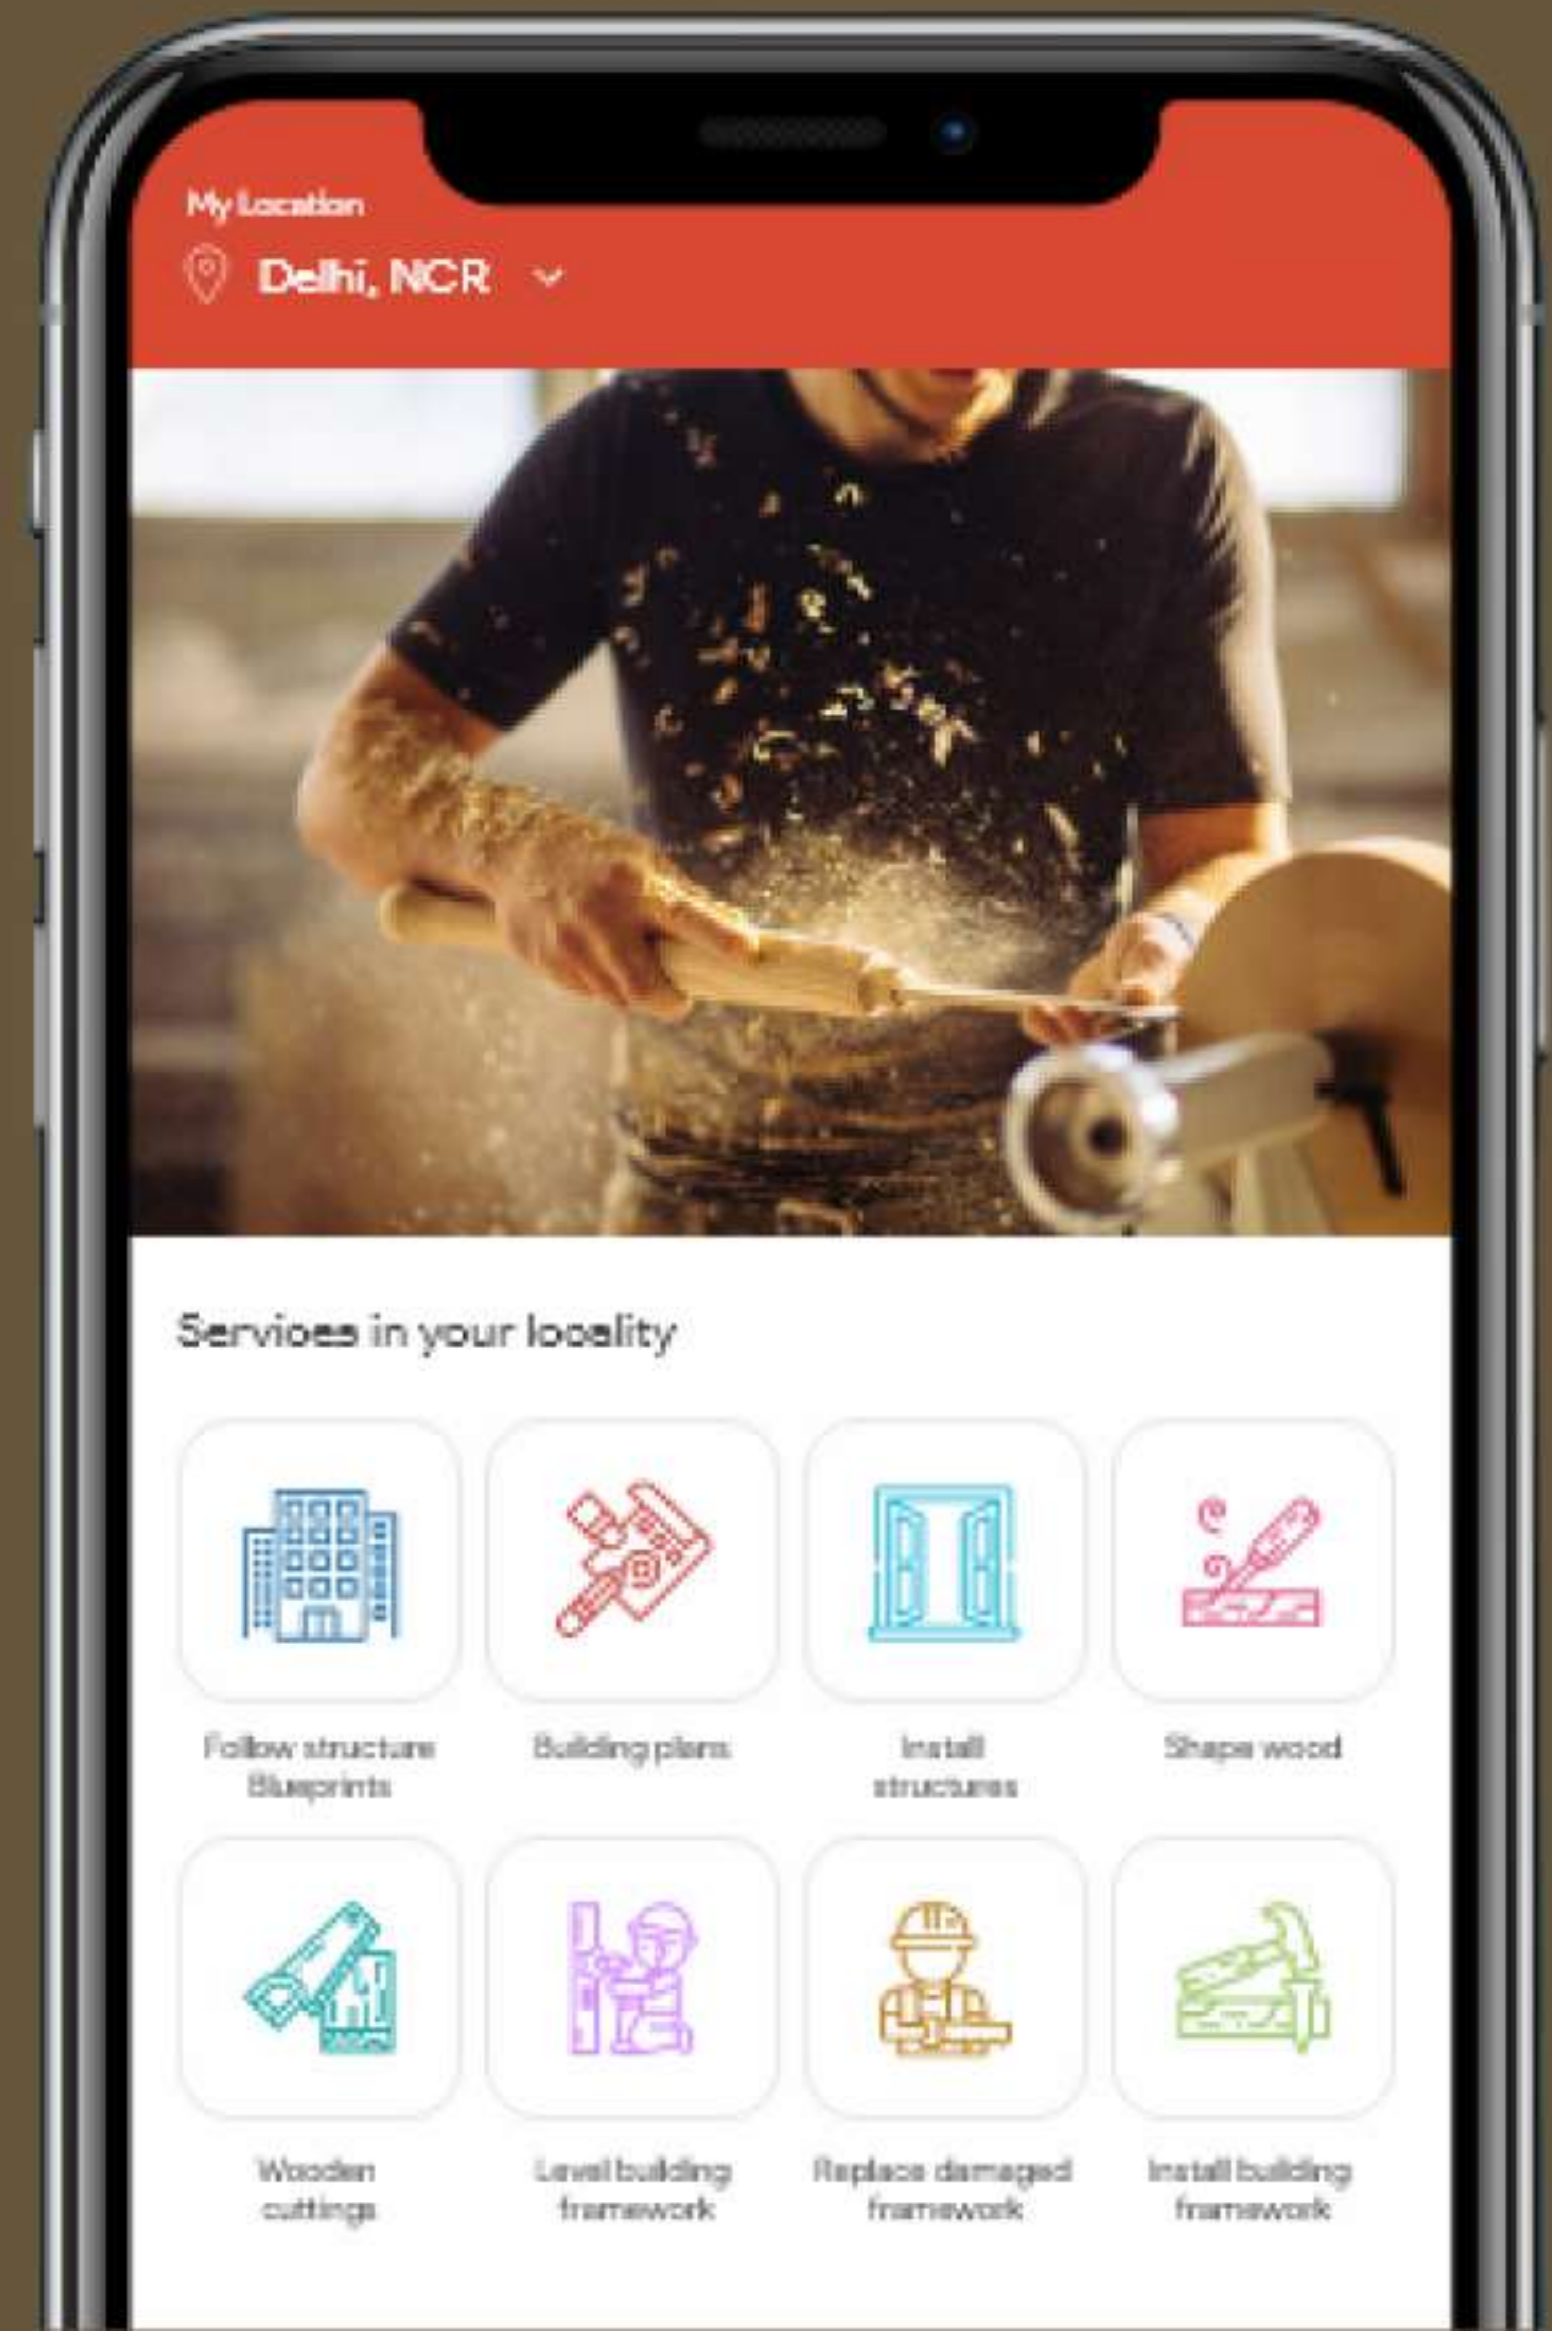 My Location
Delhi, NCR
Services in your locality
Follow structure
Blueprints
Building plans
Install
structures
Shape wood
Wooden
cuttings
Level building
framework
Replace damaged
framework
Install building
framework